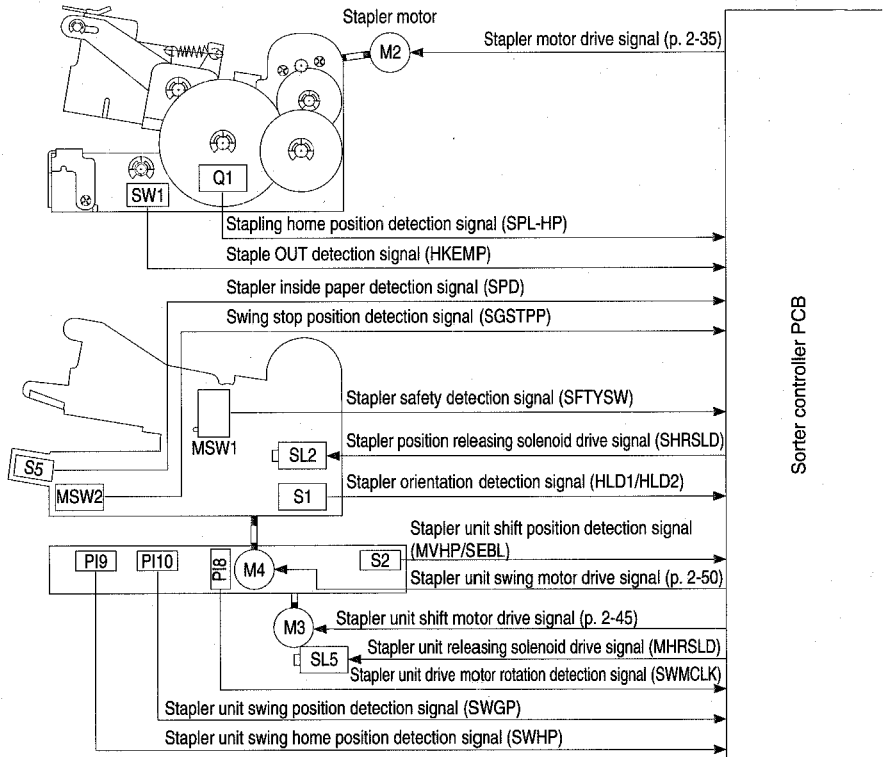 Stapler motor
M2
Stapler motor drive signal (p. 2-35)
Q1
SW1
Stapling home position detection signal (SPL-HP)
Staple OUT detection signal (HKEMP)
Stapler inside paper detection signal (SPD)
Swing stop position detection signal (SGSTPP)
Sorter controller PCB
Stapler safety detection signal (SFTYSW)
MSW1
Stapler position releasing solenoid drive signal (SHRSLD)
SL2
S5
Stapler orientation detection signal (HLD1/HLD2)
MSW2
S1
Stapler unit shift position detection signal
(MVHP/SEBL)
PI9
PI10
PI8
M4
S2
Stapler unit swing motor drive signal (p. 2-50)
Stapler unit shift motor drive signal (p. 2-45)
M3
Stapler unit releasing solenoid drive signal (MHRSLD)
SL5
Stapler unit drive motor rotation detection signal (SWMCLK)
Stapler unit swing position detection signal (SWGP)
Stapler unit swing home position detection signal (SWHP)